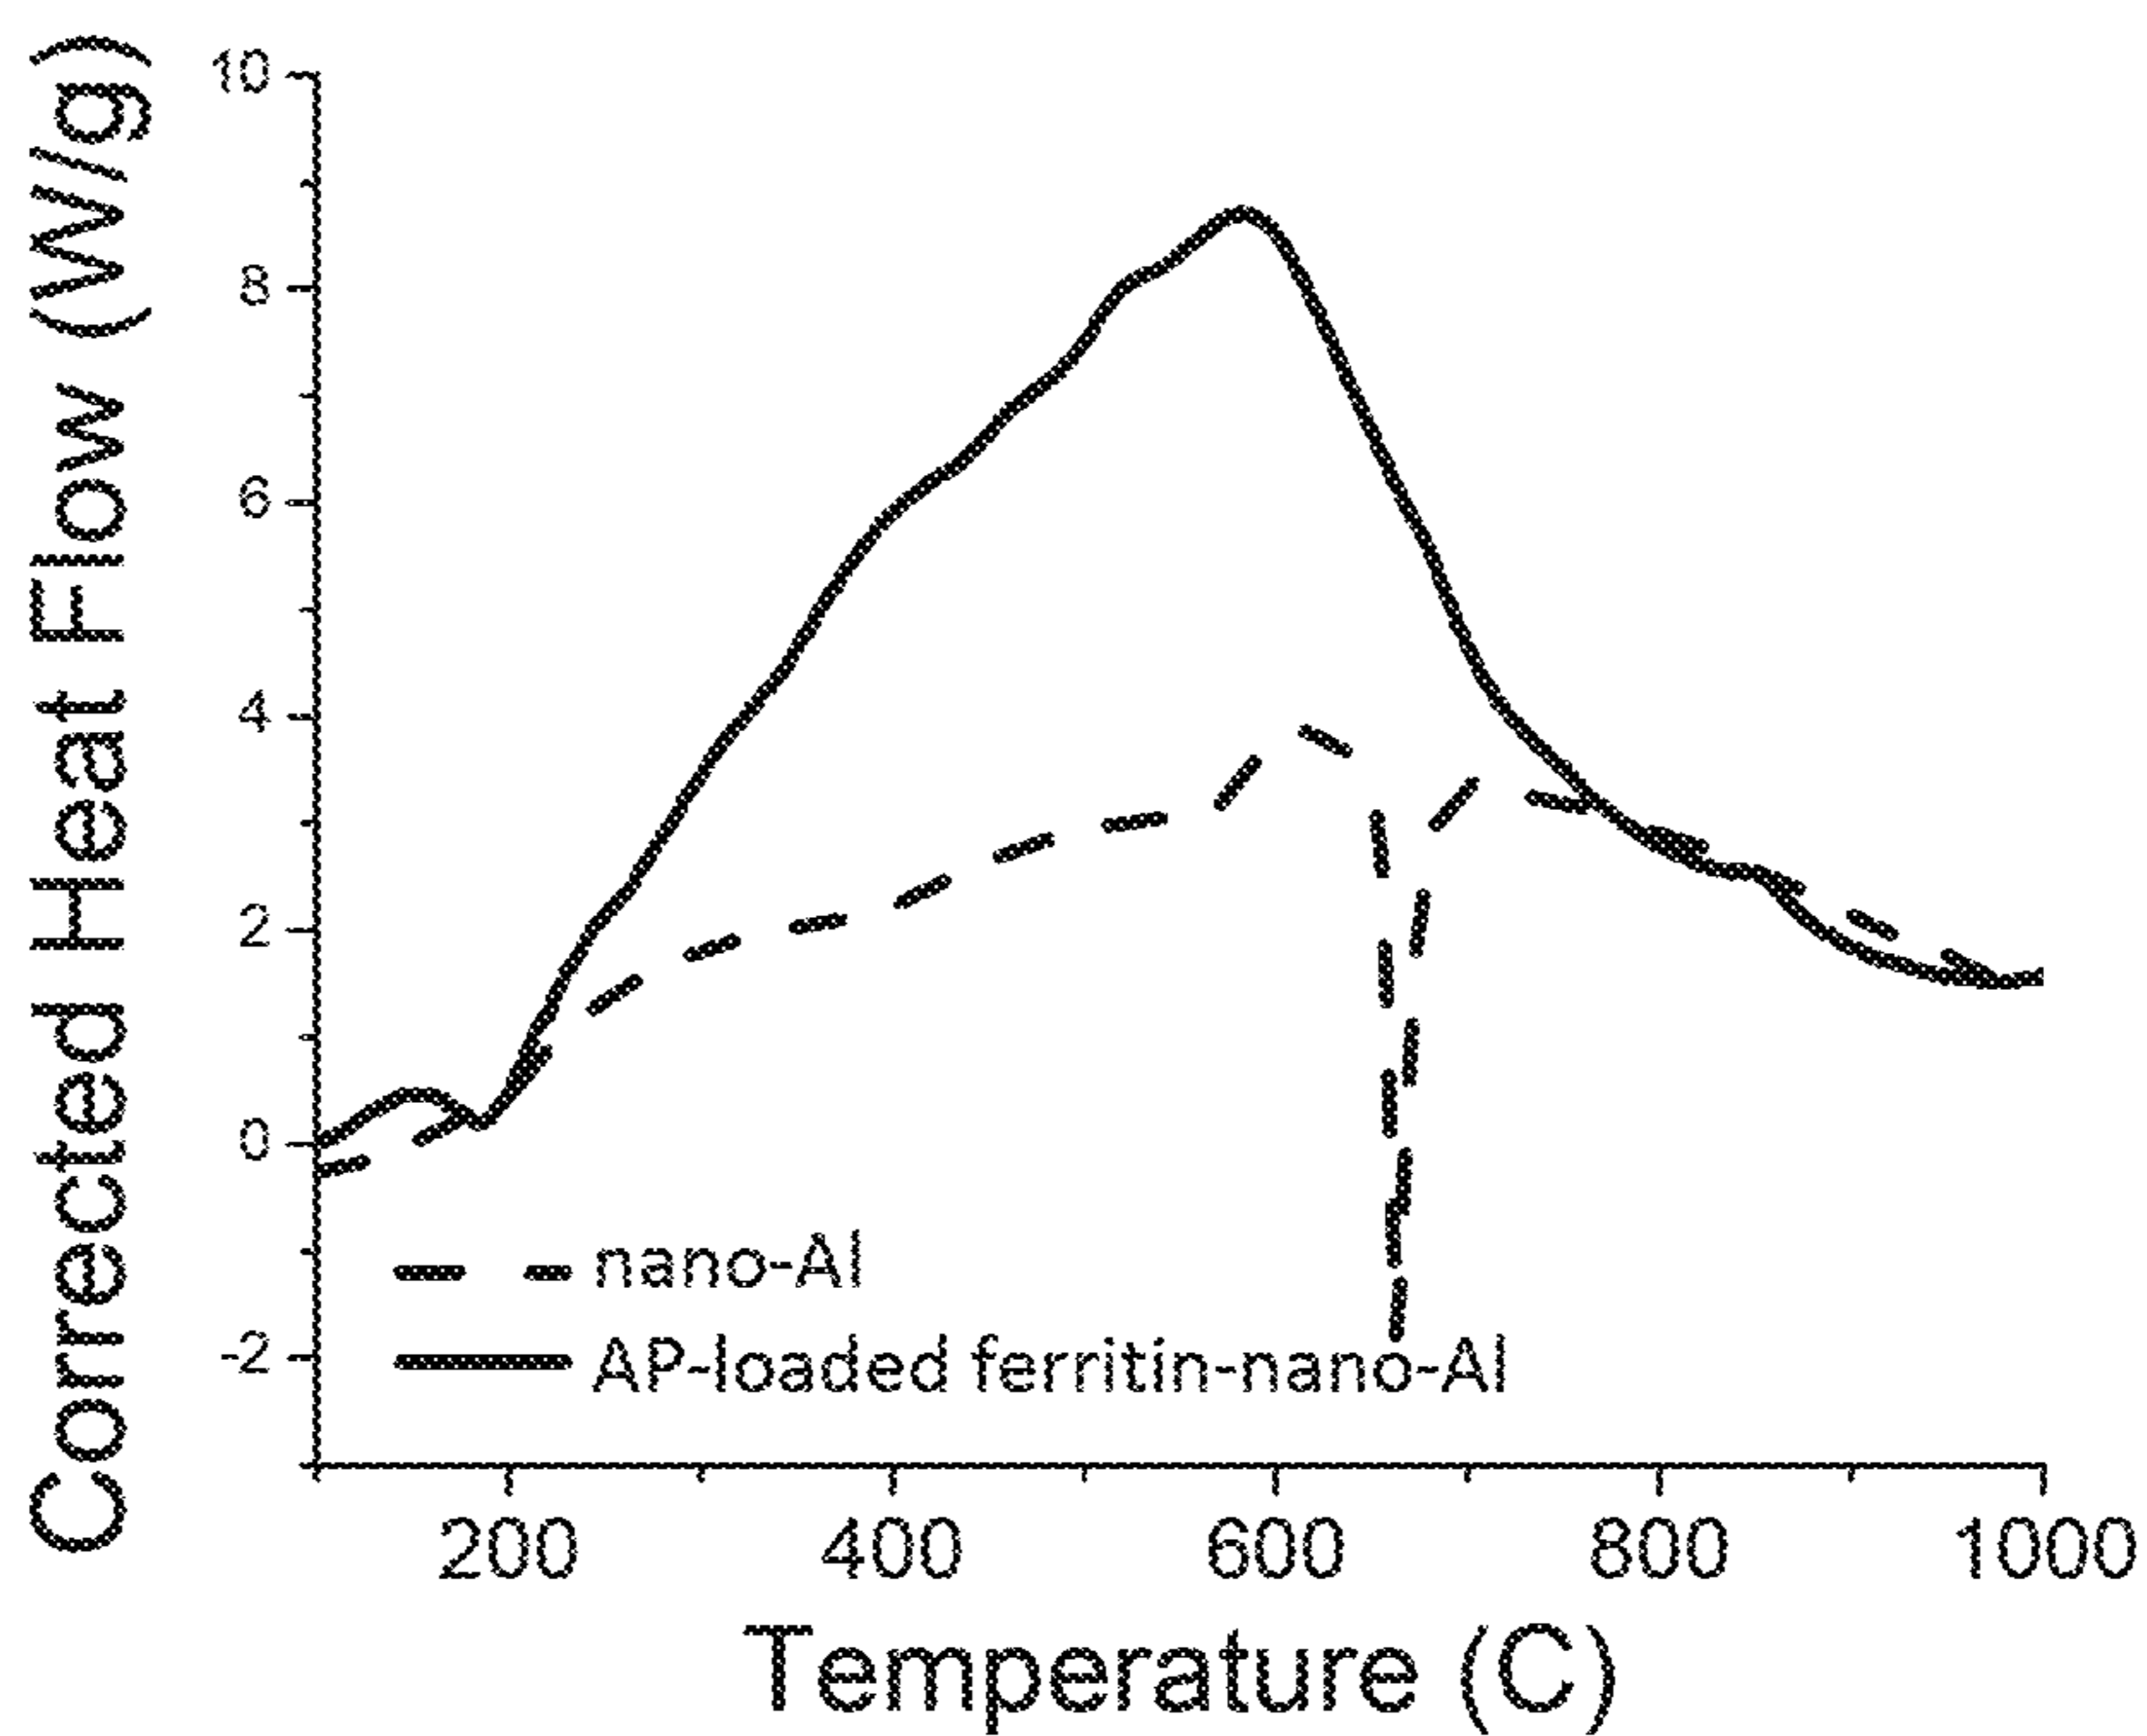 Corrected Heat Flow (W/g)
10
8
6
4
2
0
-2
nano-Al
AP-loaded ferritin-nano-Al
200 400 600 800 1000
Temperature (C)